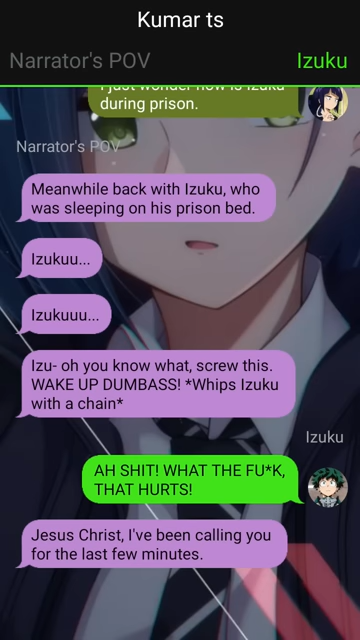 Kumar ts
Narrator's POV
Izuku
I just wonder how is Izuku
during prison.
Narrator's POV
Meanwhile back with Izuku, who
was sleeping on his prison bed.
Izukuu...
Izukuuu...
Izu- oh you know what, screw this.
WAKE UP DUMBASS! *Whips Izuku
with a chain*
Izuku
AH SHIT! WHAT THE FU*K,
THAT HURTS!
Jesus Christ, I've been calling you
for the last few minutes.